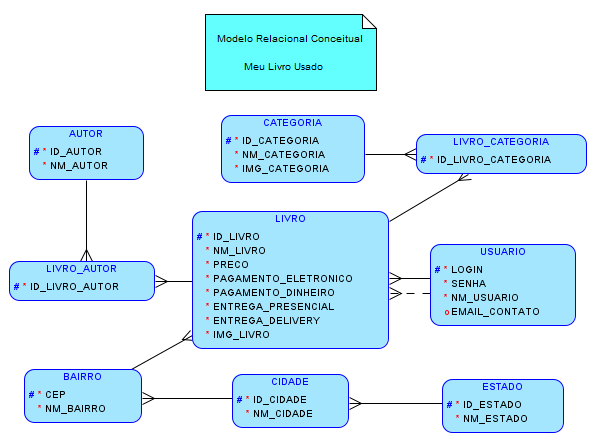 Modelo Relacional Conceitual
Meu Livro Usado
CATEGORIA
# * ID_CATEGORIA
* NM_CATEGORIA
* IMG_CATEGORIA
AUTOR
# * ID_AUTOR
* NM_AUTOR
LIVRO_CATEGORIA
# * ID_LIVRO_CATEGORIA
LIVRO
# * ID_LIVRO
* NM_LIVRO
* PRECO
* PAGAMENTO_ELETRONICO
* PAGAMENTO_DINHEIRO
* ENTREGA_PRESENCIAL
* ENTREGA_DELIVERY
* IMG_LIVRO
LIVRO_AUTOR
# * ID_LIVRO_AUTOR
USUARIO
# * LOGIN
* SENHA
* NM_USUARIO
o EMAIL_CONTATO
BAIRRO
# * CEP
* NM_BAIRRO
CIDADE
# * ID_CIDADE
* NM_CIDADE
ESTADO
# * ID_ESTADO
* NM_ESTADO